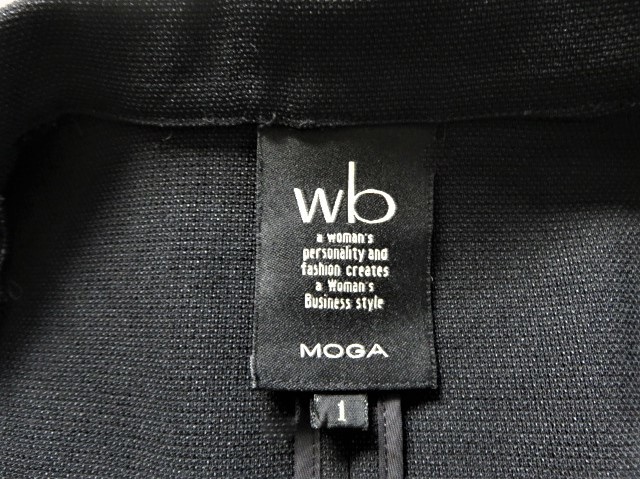 wb
a woman's
personality and
fashion creates
a Woman's
Business style
MOGA
1